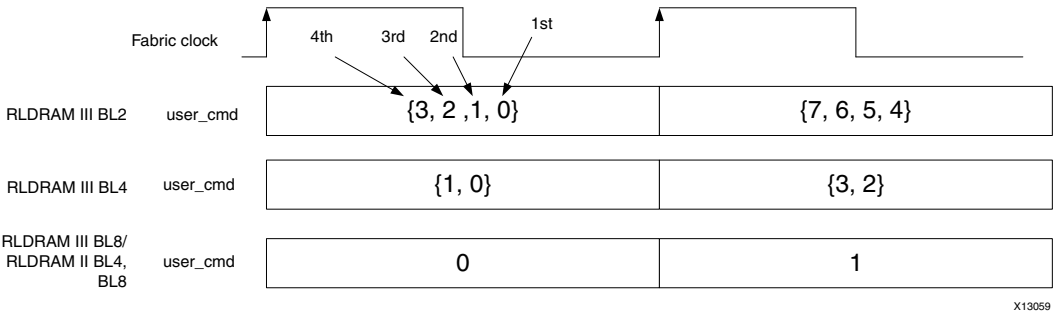 1st
4th 3rd 2nd
Fabric clock
RLDRAM III BL2 user_cmd {3, 2 ,1, 0} {7, 6, 5, 4}
RLDRAM III BL4 user_cmd {1, 0} {3, 2}
RLDRAM III BL8/
RLDRAM II BL4, user_cmd 0 1
BL8
X13059